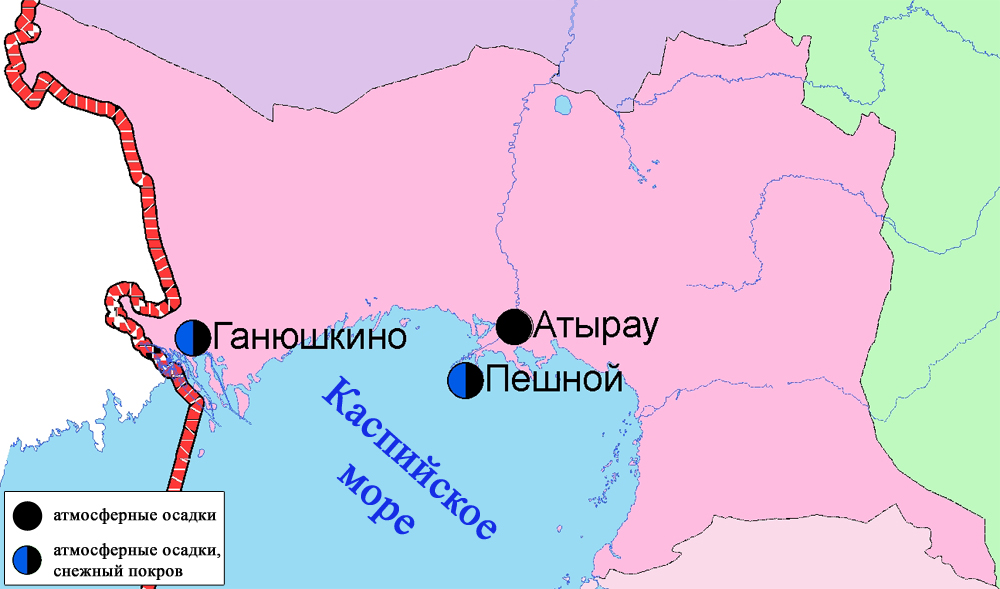 Ганюшкино
Атырау
Пешной
Каспийское
море
атмосферные осадки
атмосферные осадки,
снежный покров